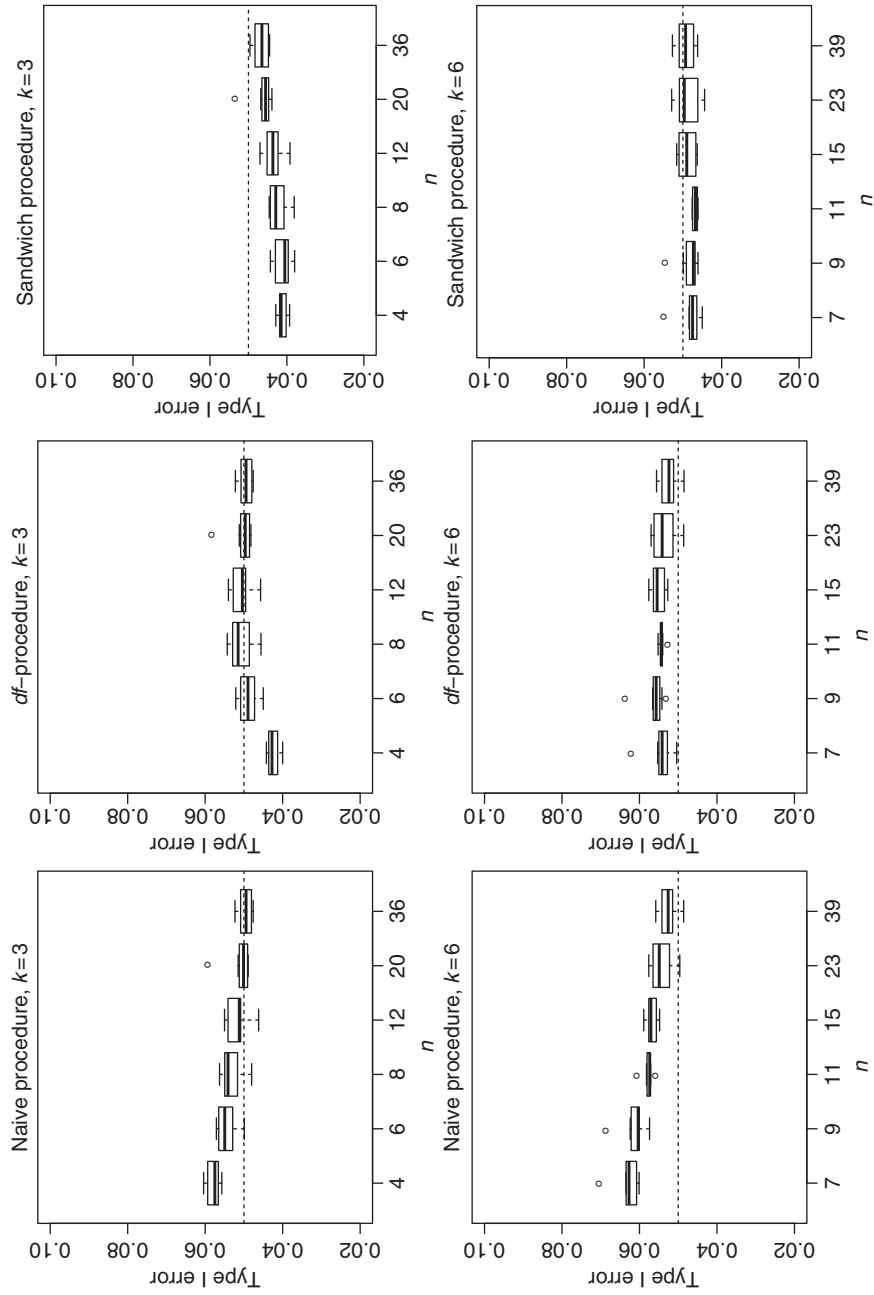 Naive procedure, k=3
Type I error
0.10
0.08
0.06
0.04
0.02
4 6 8 12 20 36
n
df−procedure, k=3
Type I error
0.10
0.08
0.06
0.04
0.02
4 6 8 12 20 36
n
Sandwich procedure, k=3
Type I error
0.10
0.08
0.06
0.04
0.02
4 6 8 12 20 36
n
Naive procedure, k=6
Type I error
0.10
0.08
0.06
0.04
0.02
7 9 11 15 23 39
n
df−procedure, k=6
Type I error
0.10
0.08
0.06
0.04
0.02
7 9 11 15 23 39
n
Sandwich procedure, k=6
Type I error
0.10
0.08
0.06
0.04
0.02
7 9 11 15 23 39
n